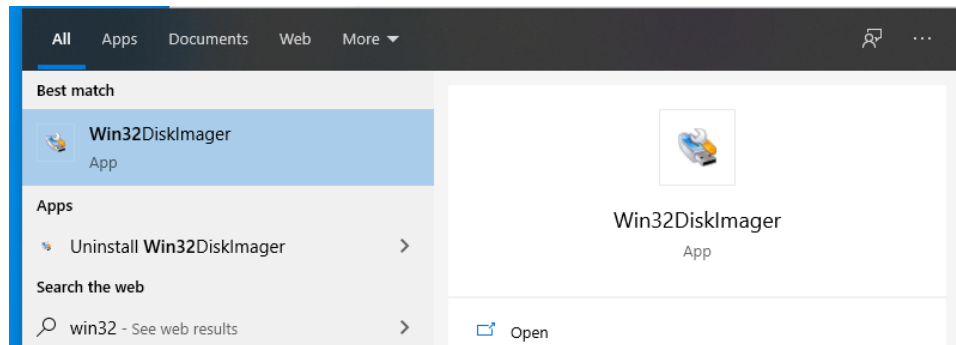 All Apps Documents Web More
Best match
Win32DiskImager
App
Apps
Uninstall Win32DiskImager
Search the web
win32 - See web results
Win32DiskImager
App
Open